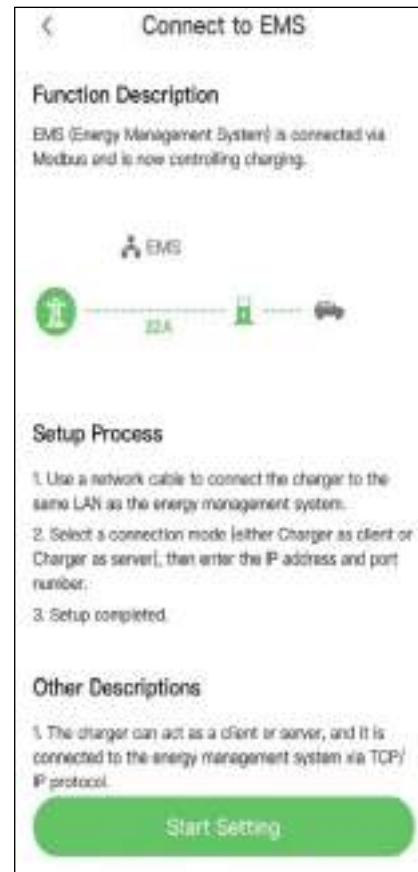 Connect to EMS
Function Description
EMS (Energy Management System) is connected via
Modbus and is now controlling charging.
EMS
Setup Process
1. Use a network cable to connect the charger to the
same LAN as the energy management system.
2. Select a connection mode (either Charger as client or
Charger as server), then enter the IP address and port
number.
3. Setup completed.
Other Descriptions
1. The charger can act as a client or server, and it is
connected to the energy management system via TCP/
IP protocol.
Start Setting